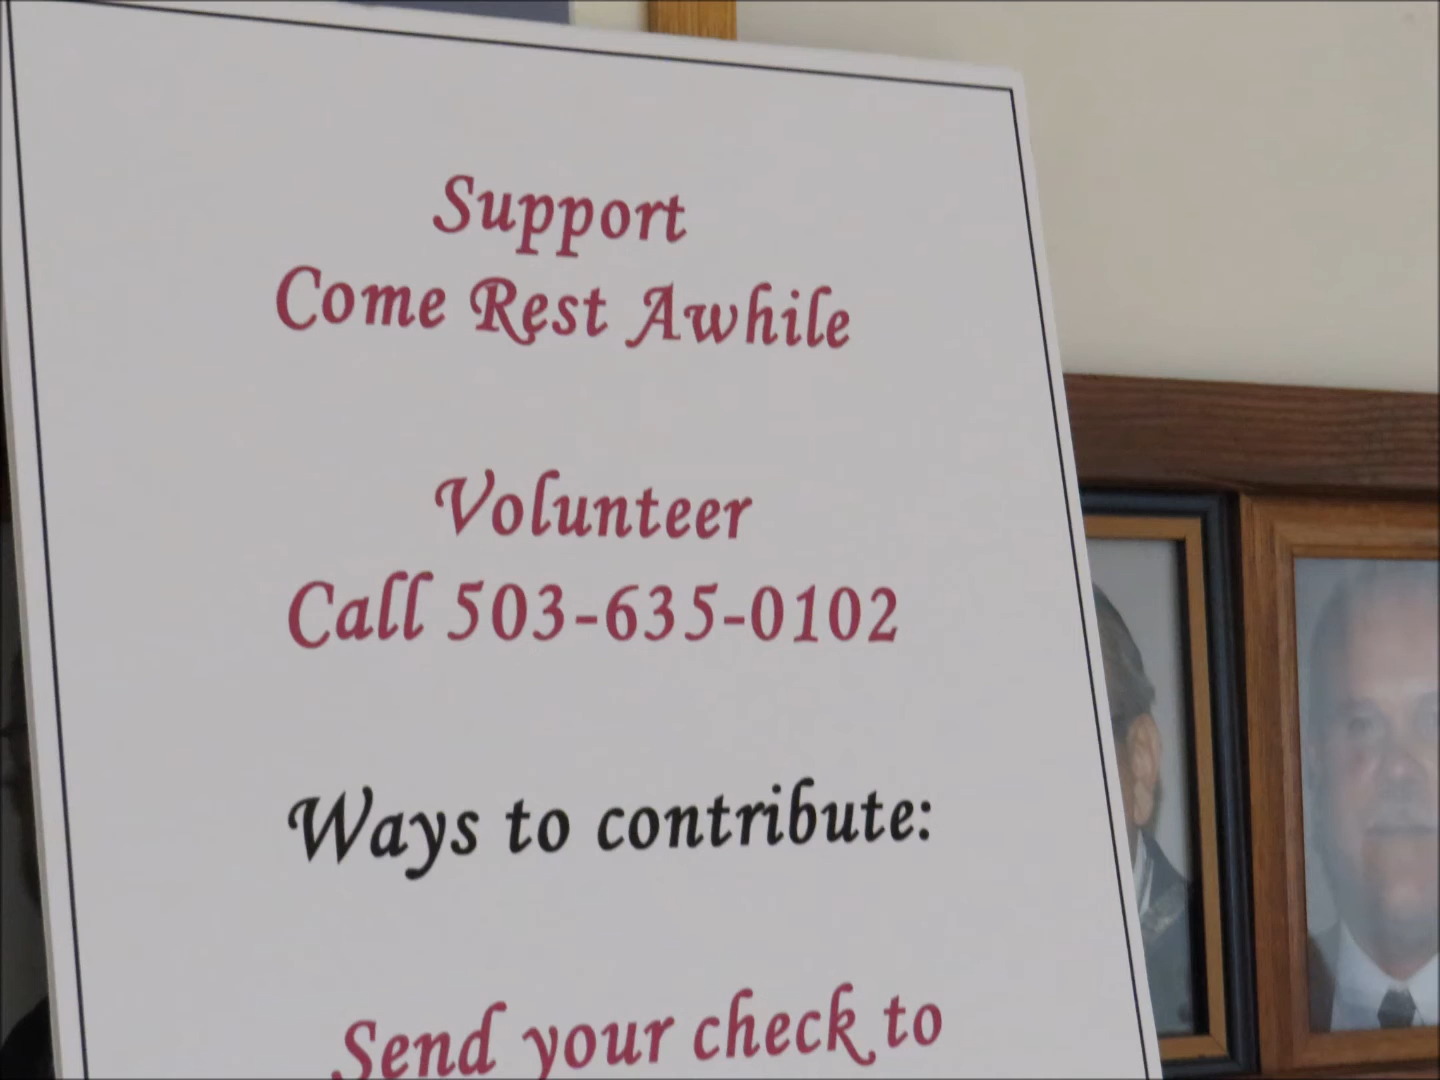 Support
Come Rest Awhile
Volunteer
Call 503-635-0102
Ways to contribute:
Send your check to